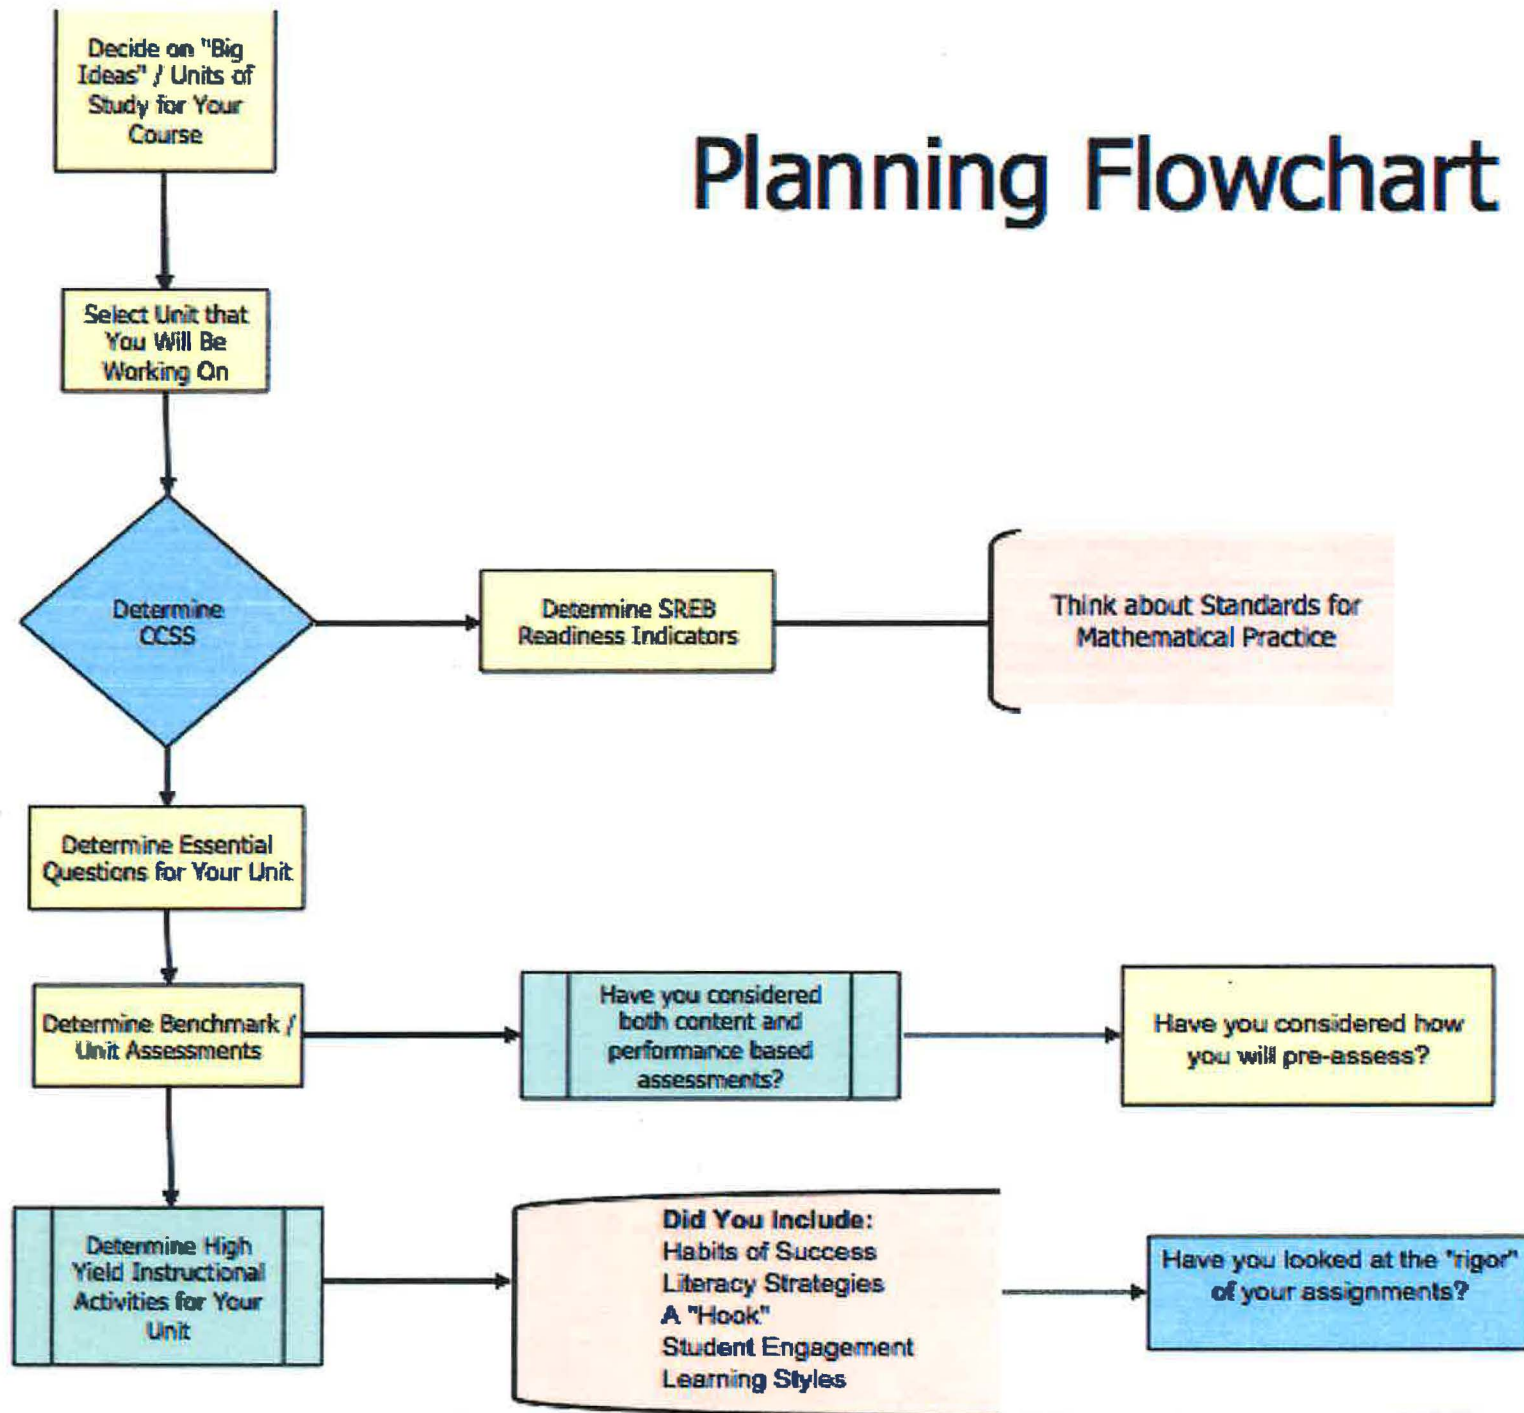 Planning Flowchart
Decide on "Big
Ideas" / Units of
Study for Your
Course
Select Unit that
You Will Be
Working On
Determine
CCSS
Determine SREB
Readiness Indicators
Think about Standards for
Mathematical Practice
Determine Essential
Questions for Your Unit
Determine Benchmark /
Unit Assessments
Have you considered
both content and
performance based
assessments?
Have you considered how
you will pre-assess?
Determine High
Yield Instructional
Activities for Your
Unit
Did You Include:
Habits of Success
Literacy Strategies
A "Hook"
Student Engagement
Learning Styles
Have you looked at the "rigor"
of your assignments?